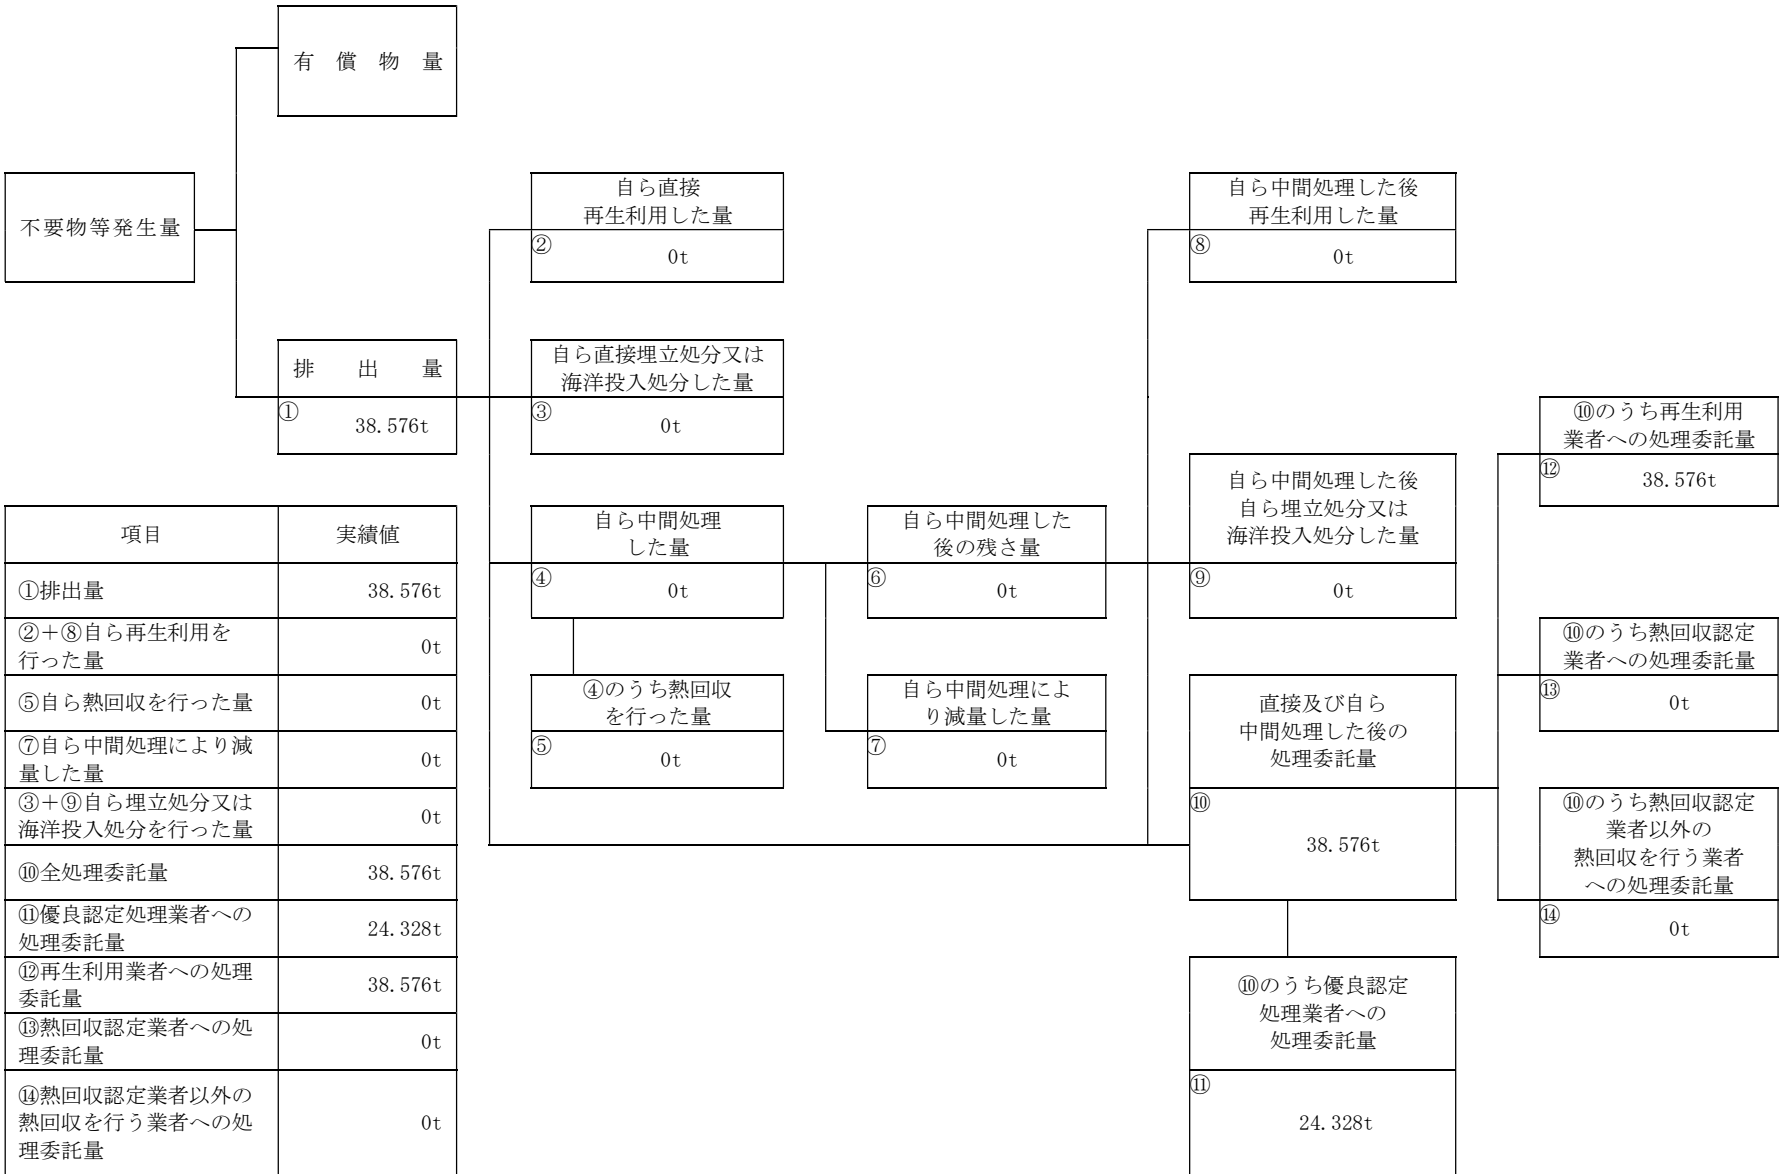 有償物量
不要物等発生量
自ら直接
再生利用した量
②
0t
自ら中間処理した後
再生利用した量
⑧
0t
排出量
①
38.576t
自ら直接埋立処分又は
海洋投入処分した量
③
0t
⑩のうち再生利用
業者への処理委託量
⑫
38.576t
自ら中間処理した後
自ら埋立処分又は
海洋投入処分した量
⑨
0t
自ら中間処理
した量
④
0t
自ら中間処理した
後の残さ量
⑥
0t
⑩のうち熱回収認定
業者への処理委託量
⑬
0t
④のうち熱回収
を行った量
⑤
0t
自ら中間処理によ
り減量した量
⑦
0t
直接及び自ら
中間処理した後の
処理委託量
⑩
38.576t
⑩のうち熱回収認定
業者以外の
熱回収を行う業者
への処理委託量
⑭
0t
⑩のうち優良認定
処理業者への
処理委託量
⑪
24.328t
項目 実績値
①排出量 38.576t
②+⑧自ら再生利用を
行った量 0t
⑤自ら熱回収を行った量 0t
⑦自ら中間処理により減
量した量 0t
③+⑨自ら埋立処分又は
海洋投入処分を行った量 0t
⑩全処理委託量 38.576t
⑪優良認定処理業者への
処理委託量 24.328t
⑫再生利用業者への処理
委託量 38.576t
⑬熱回収認定業者への処
理委託量 0t
⑭熱回収認定業者以外の
熱回収を行う業者への処
理委託量 0t